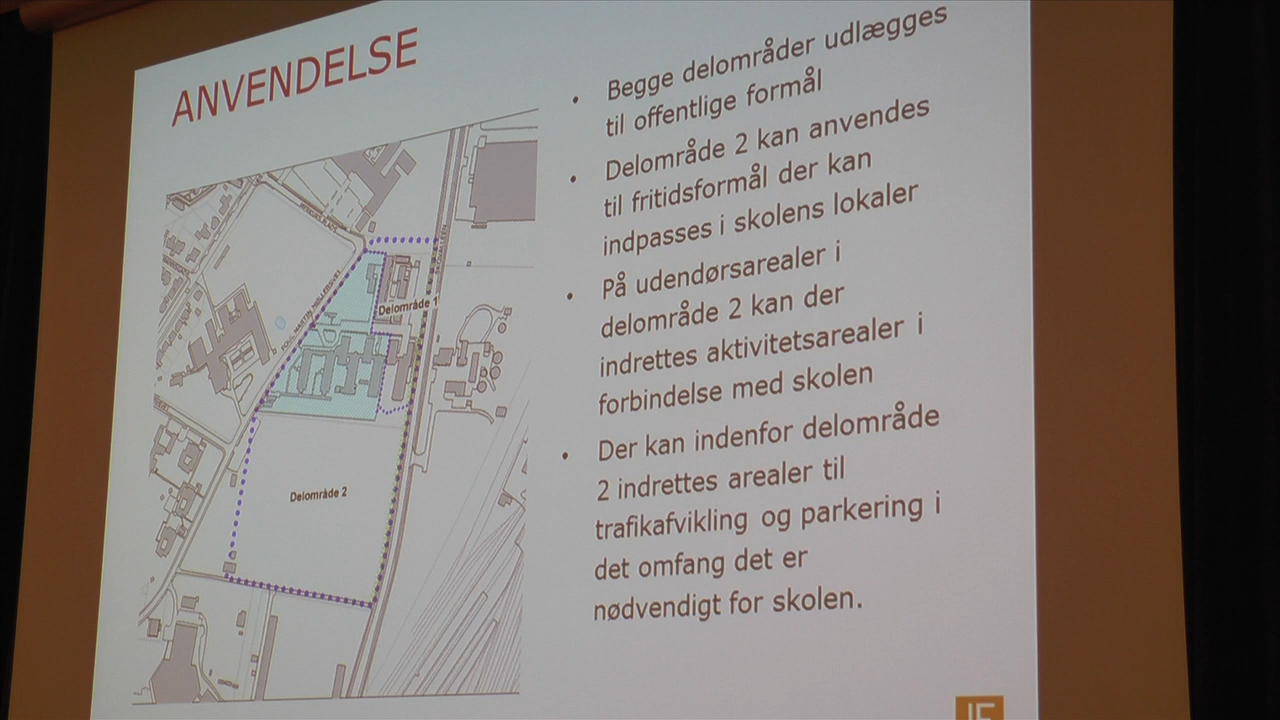 ANVENDELSE
• Begge delområder udlægges
til offentlige formål
• Delområde 2 kan anvendes
til fritidsformål der kan
indpasses i skolens lokaler
• På udendørsarealer i
delområde 2 kan der
indrettes aktivitetsarealer i
forbindelse med skolen
• Der kan indenfor delområde
2 indrettes arealer til
trafikafvikling og parkering i
det omfang det er
nødvendigt for skolen.
Delområde 1
Delområde 2